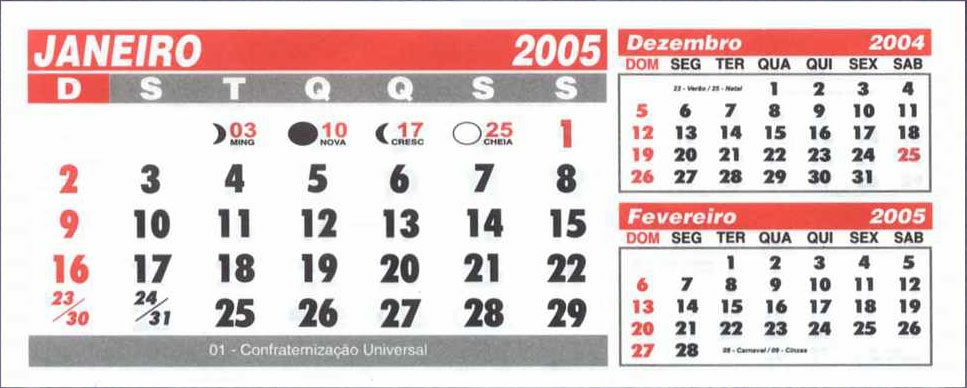 JANEIRO 2005
D S T Q Q S S
03 MING 10 NOVA 17 CRESC 25 CHEIA 1
2 3 4 5 6 7 8
9 10 11 12 13 14 15
16 17 18 19 20 21 22
23/30 24/31 25 26 27 28 29
01 - Confraternização Universal
Dezembro 2004
DOM SEG TER QUA QUI SEX SAB
22 - Verão / 25 - Natal 1 2 3 4
5 6 7 8 9 10 11
12 13 14 15 16 17 18
19 20 21 22 23 24 25
26 27 28 29 30 31
Fevereiro 2005
DOM SEG TER QUA QUI SEX SAB
1 2 3 4 5
6 7 8 9 10 11 12
13 14 15 16 17 18 19
20 21 22 23 24 25 26
27 28 08 - Carnaval / 09 - Cinzas